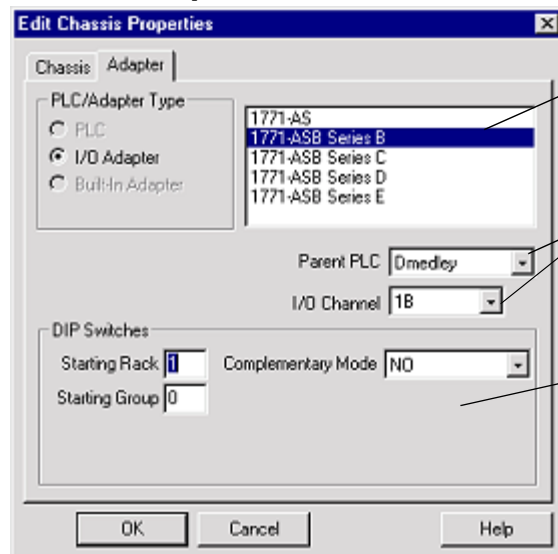 Edit Chassis Properties
Chassis Adapter
PLC/Adapter Type
PLC
I/O Adapter
Built-In Adapter
1771-AS
1771-ASB Series B
1771-ASB Series C
1771-ASB Series D
1771-ASB Series E
Parent PLC Dmedley
I/O Channel 1B
DIP Switches
Starting Rack 1 Complementary Mode NO
Starting Group 0
OK Cancel Help